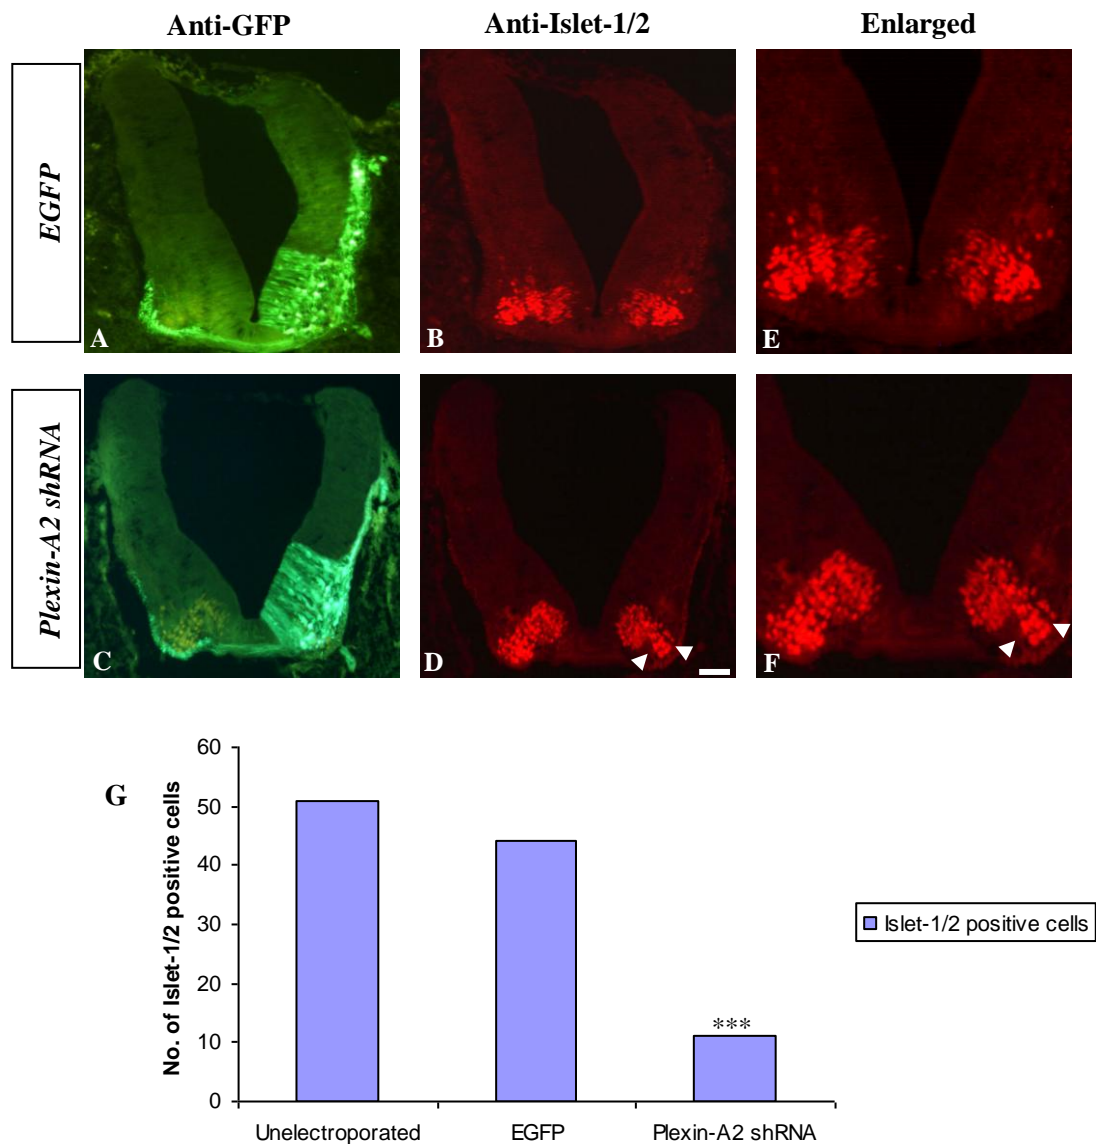 Anti-GFP Anti-Islet-1/2 Enlarged
EGFP
A B E
Plexin-A2 shRNA
C D F
G
No. of Islet-1/2 positive cells
60
50
40
30
20
10
0
***
Unelectroporated EGFP Plexin-A2 shRNA
Islet-1/2 positive cells